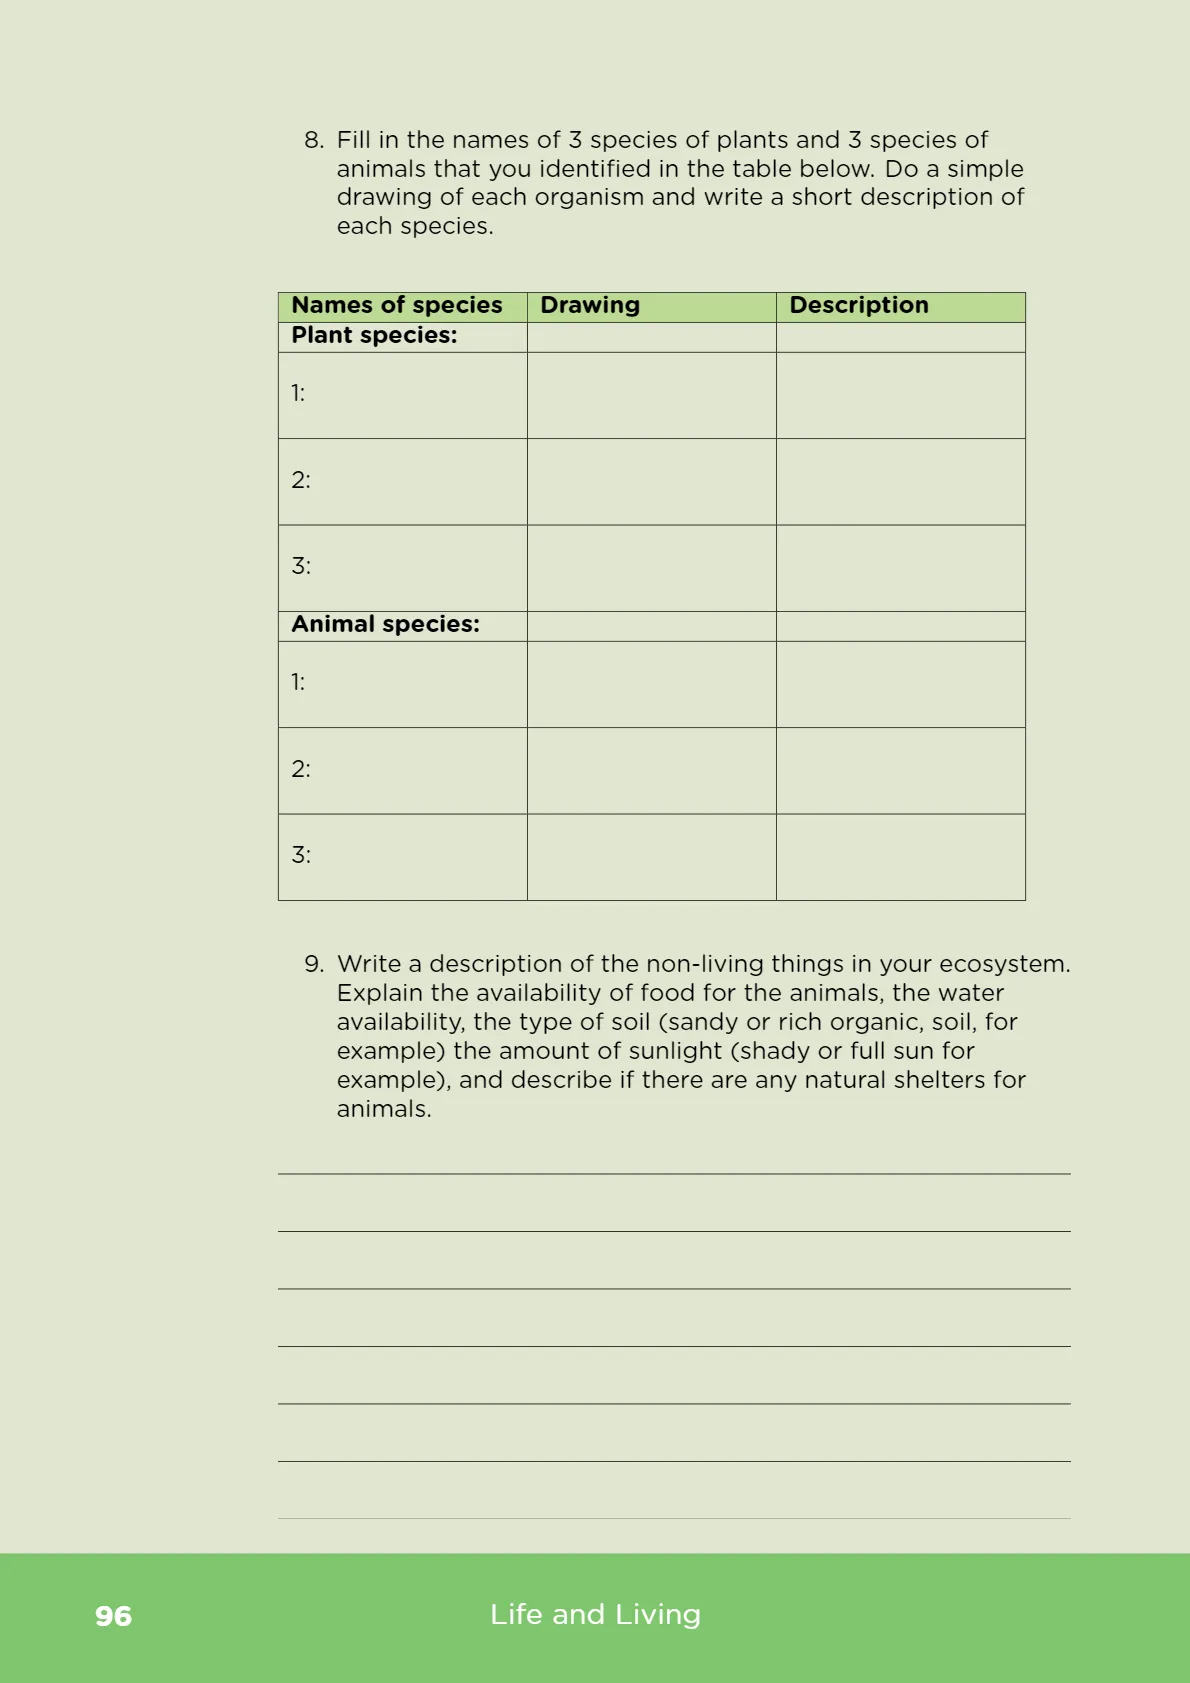 8. Fill in the names of 3 species of plants and 3 species of
animals that you identified in the table below. Do a simple
drawing of each organism and write a short description of
each species.
Names of species Drawing Description
Plant species:
1:
2:
3:
Animal species:
1:
2:
3:
9. Write a description of the non-living things in your ecosystem.
Explain the availability of food for the animals, the water
availability, the type of soil (sandy or rich organic, soil, for
example) the amount of sunlight (shady or full sun for
example), and describe if there are any natural shelters for
animals.
96 Life and Living